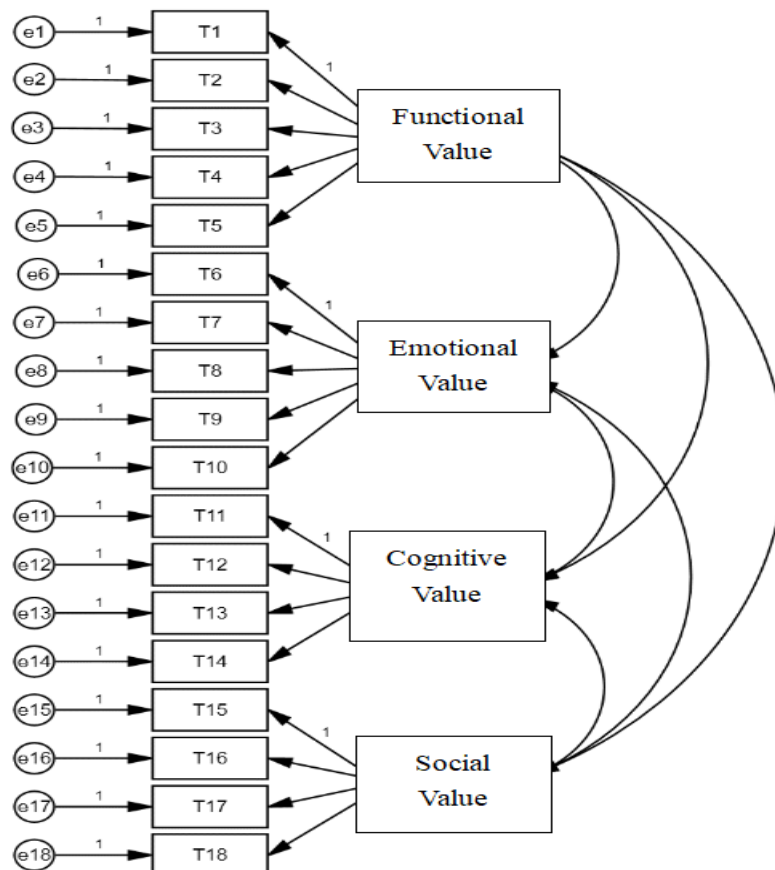 e1 1 T1
1
e2 1 T2
Functional
Value
e3 1 T3
e4 1 T4
e5 1 T5
e6 1 T6
1
e7 1 T7
Emotional
Value
e8 1 T8
e9 1 T9
e10 1 T10
e11 1 T11
1
e12 1 T12
Cognitive
Value
e13 1 T13
e14 1 T14
e15 1 T15
1
e16 1 T16
Social
Value
e17 1 T17
e18 1 T18